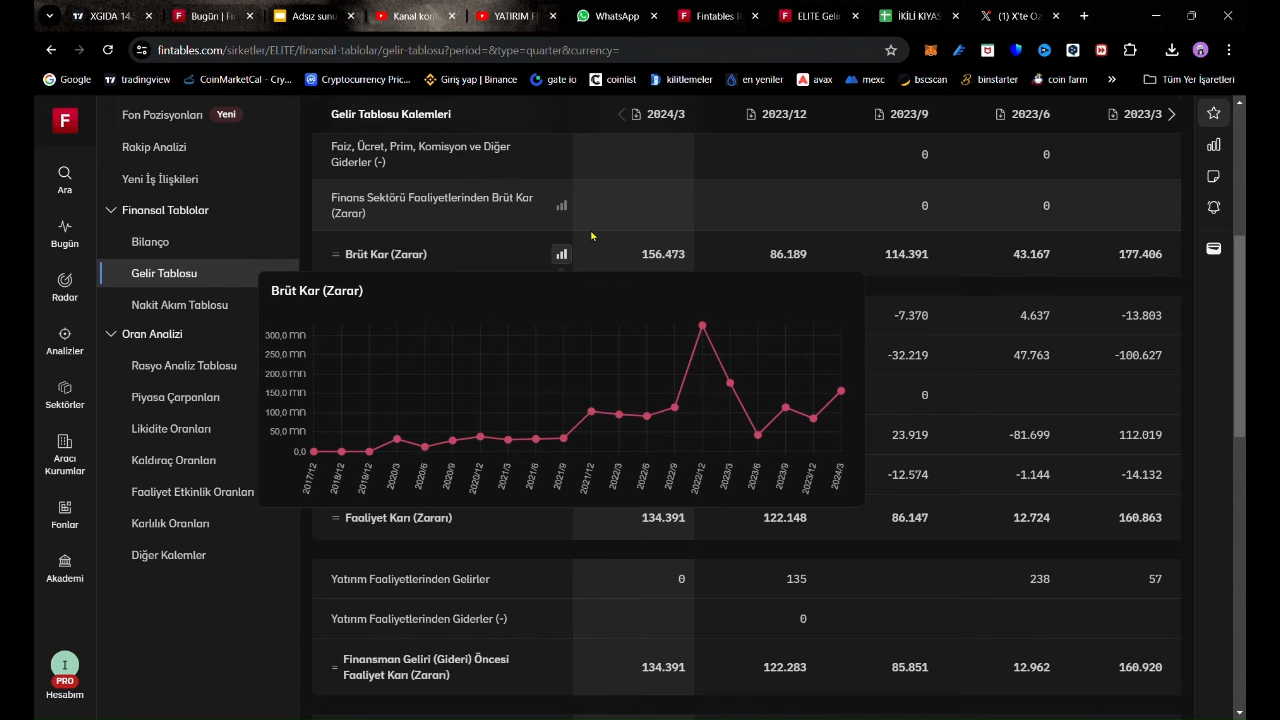 XGIDA 14.
Bugün | Fi
Adsız sunu
Kanal kon
YATIRIM F
WhatsApp
Fintables R
ELITE Geli
İKİLİ KIYAS
(1) X'te Öz
fintables.com/sirketler/ELITE/finansal-tablolar/gelir-tablosu?period=&type=quarter&currency=
Google
tradingview
CoinMarketCal - Cry...
Cryptocurrency Pric...
Giriş yap | Binance
gate io
coinlist
kilitlemeler
en yeniler
avax
mexc
bscscan
binstarter
coin farm
Tüm Yer İşaretleri
F
Ara
Bugün
Radar
Analizler
Sektörler
Aracı
Kurumlar
Fonlar
Akademi
I
PRO
Hesabım
Fon Pozisyonları Yeni
Rakip Analizi
Yeni İş İlişkileri
Finansal Tablolar
Bilanço
Gelir Tablosu
Nakit Akım Tablosu
Oran Analizi
Rasyo Analiz Tablosu
Piyasa Çarpanları
Likidite Oranları
Kaldıraç Oranları
Faaliyet Etkinlik Oranları
Karlılık Oranları
Diğer Kalemler
Gelir Tablosu Kalemleri 2024/3 2023/12 2023/9 2023/6 2023/3
Faiz, Ücret, Prim, Komisyon ve Diğer
Giderler (-) 0 0
Finans Sektörü Faaliyetlerinden Brüt Kar
(Zarar) 0 0
= Brüt Kar (Zarar) 156.473 86.189 114.391 43.167 177.406
Brüt Kar (Zarar)
300,0 mn
250,0 mn
200,0 mn
150,0 mn
100,0 mn
50,0 mn
0,0
2017/12 2018/12 2019/12 2020/3 2020/6 2020/9 2020/12 2021/3 2021/6 2021/9 2021/12 2022/3 2022/6 2022/9 2022/12 2023/3 2023/6 2023/9 2023/12 2024/3
-7.370 4.637 -13.803
-32.219 47.763 -100.627
0
23.919 -81.699 112.019
-12.574 -1.144 -14.132
= Faaliyet Karı (Zararı) 134.391 122.148 86.147 12.724 160.863
Yatırım Faaliyetlerinden Gelirler 0 135 238 57
Yatırım Faaliyetlerinden Giderler (-) 0
= Finansman Geliri (Gideri) Öncesi
Faaliyet Karı (Zararı) 134.391 122.283 85.851 12.962 160.920